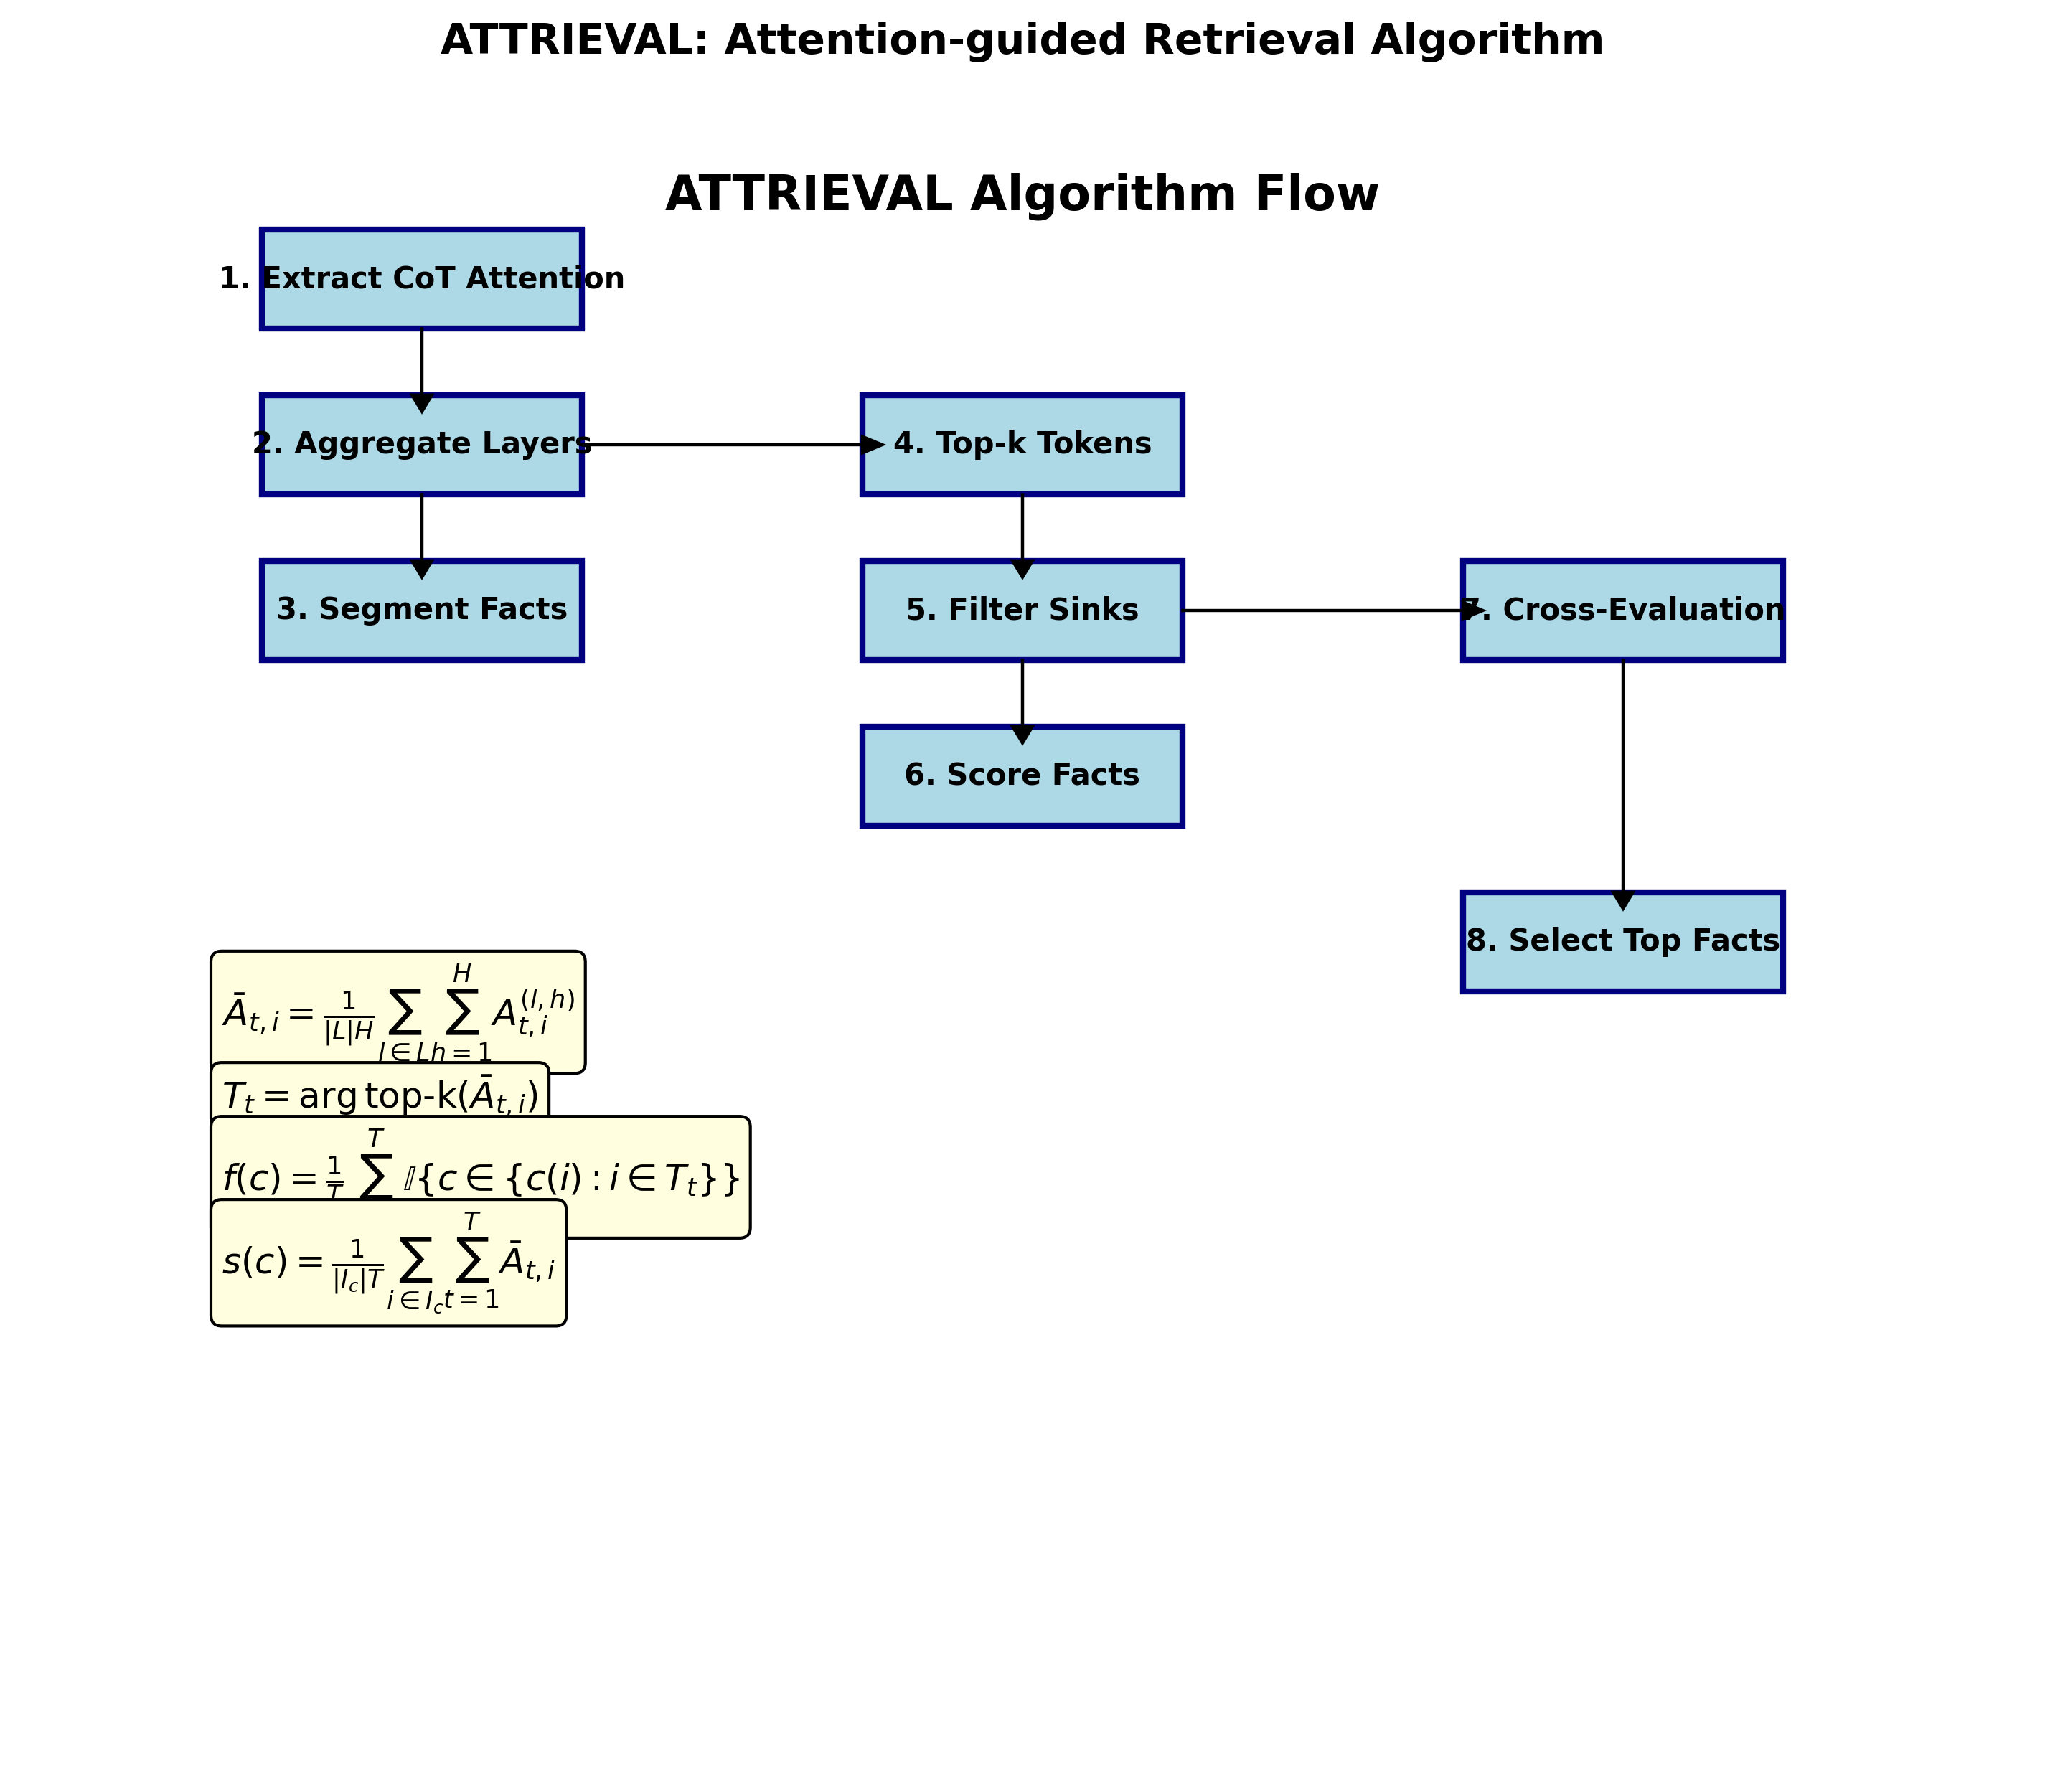 ATTRIEVAL: Attention-guided Retrieval Algorithm
ATTRIEVAL Algorithm Flow
1. Extract CoT Attention
2. Aggregate Layers
4. Top-k Tokens
3. Segment Facts
5. Filter Sinks
7. Cross-Evaluation
6. Score Facts
8. Select Top Facts
$\bar{A}_{t,i} = \frac{1}{|L|H} \sum_{l \in L} \sum_{h=1}^{H} A_{t,i}^{(l,h)}$
$T_t = \arg\text{top-k}(\bar{A}_{t,i})$
$f(c) = \frac{1}{T} \sum^{T} \mathbb{I}\{c \in \{c(i) : i \in T_t\}\}$
$s(c) = \frac{1}{|I_c|T} \sum_{i \in I_c} \sum_{t=1}^{T} \bar{A}_{t,i}$